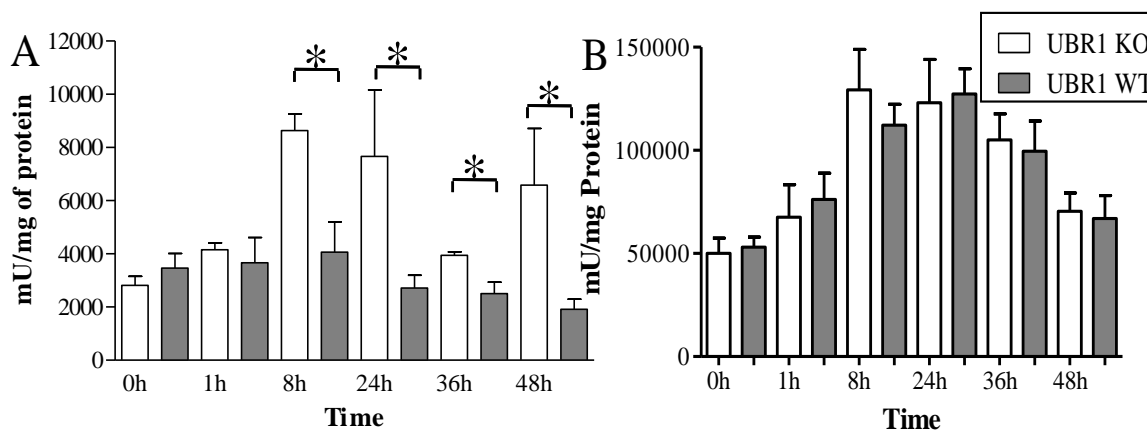 A
mU/mg of protein
12000
10000
8000
6000
4000
2000
0
* * * *
0h 1h 8h 24h 36h 48h
Time
B
mU/mg Protein
150000
100000
50000
0
0h 1h 8h 24h 36h 48h
Time
UBR1 KO
UBR1 WT